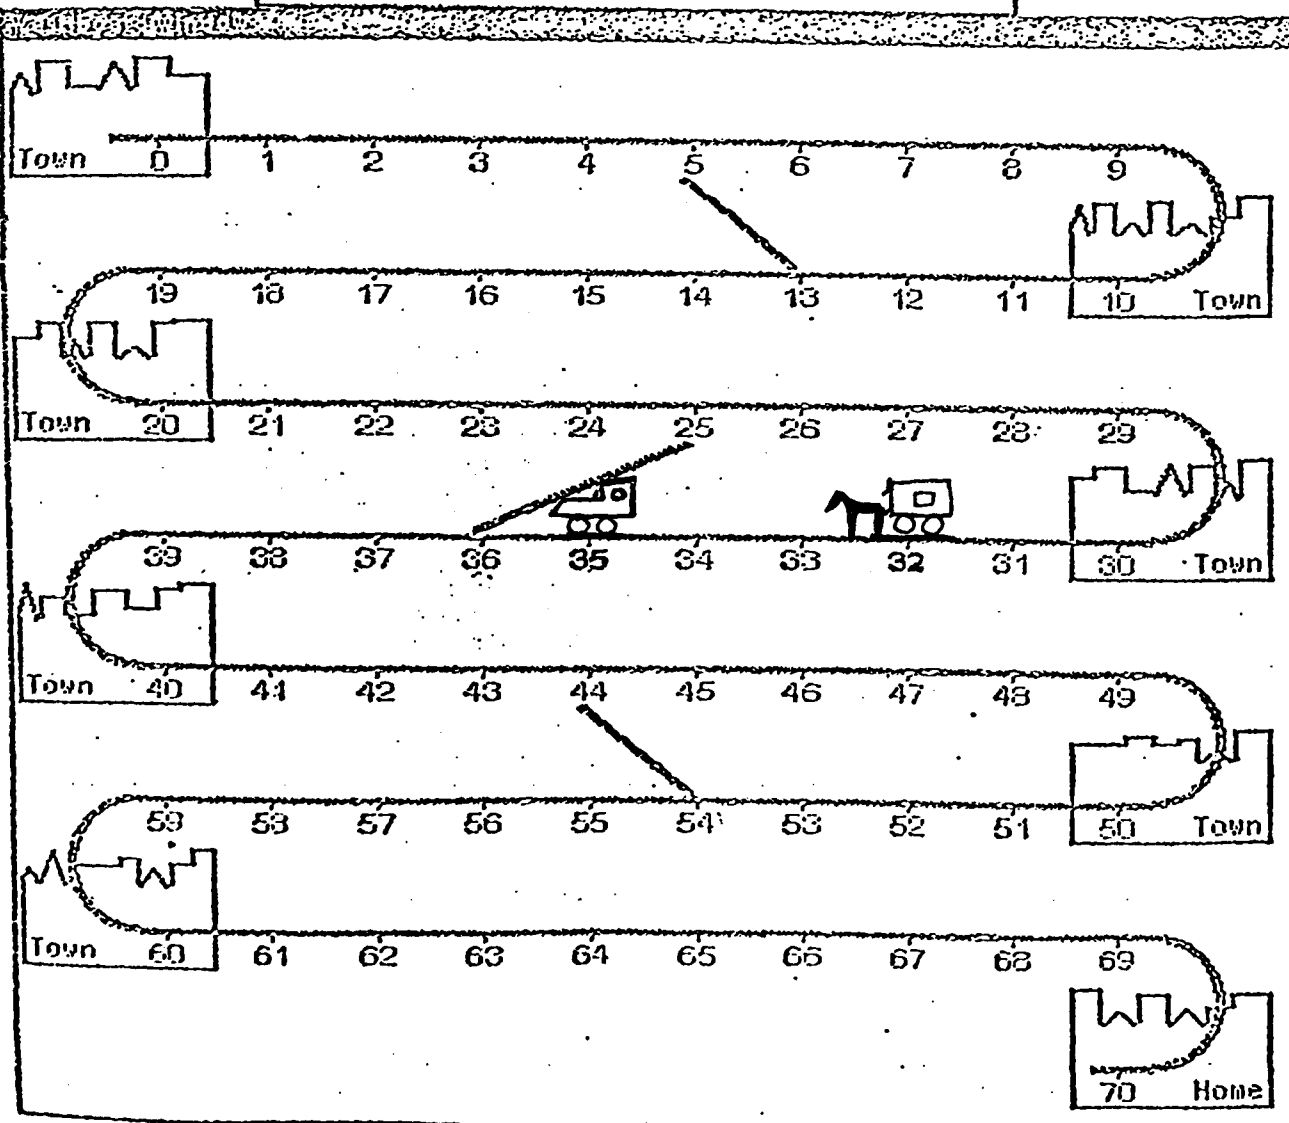 Town 0 1 2 3 4 5 6 7 8 9
19 18 17 16 15 14 13 12 11 10 Town
Town 20 21 22 23 24 25 26 27 28 29
39 38 37 36 35 34 33 32 31 30 Town
Town 40 41 42 43 44 45 46 47 48 49
59 58 57 56 55 54 53 52 51 50 Town
Town 60 61 62 63 64 65 66 67 68 69
70 Home